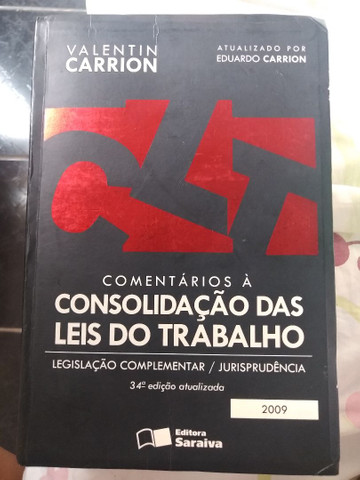 VALENTIN
CARRION
ATUALIZADO POR
EDUARDO CARRION
CLT
COMENTÁRIOS À
CONSOLIDAÇÃO DAS
LEIS DO TRABALHO
LEGISLAÇÃO COMPLEMENTAR / JURISPRUDÊNCIA
34ª edição atualizada
2009
Editora
Saraiva